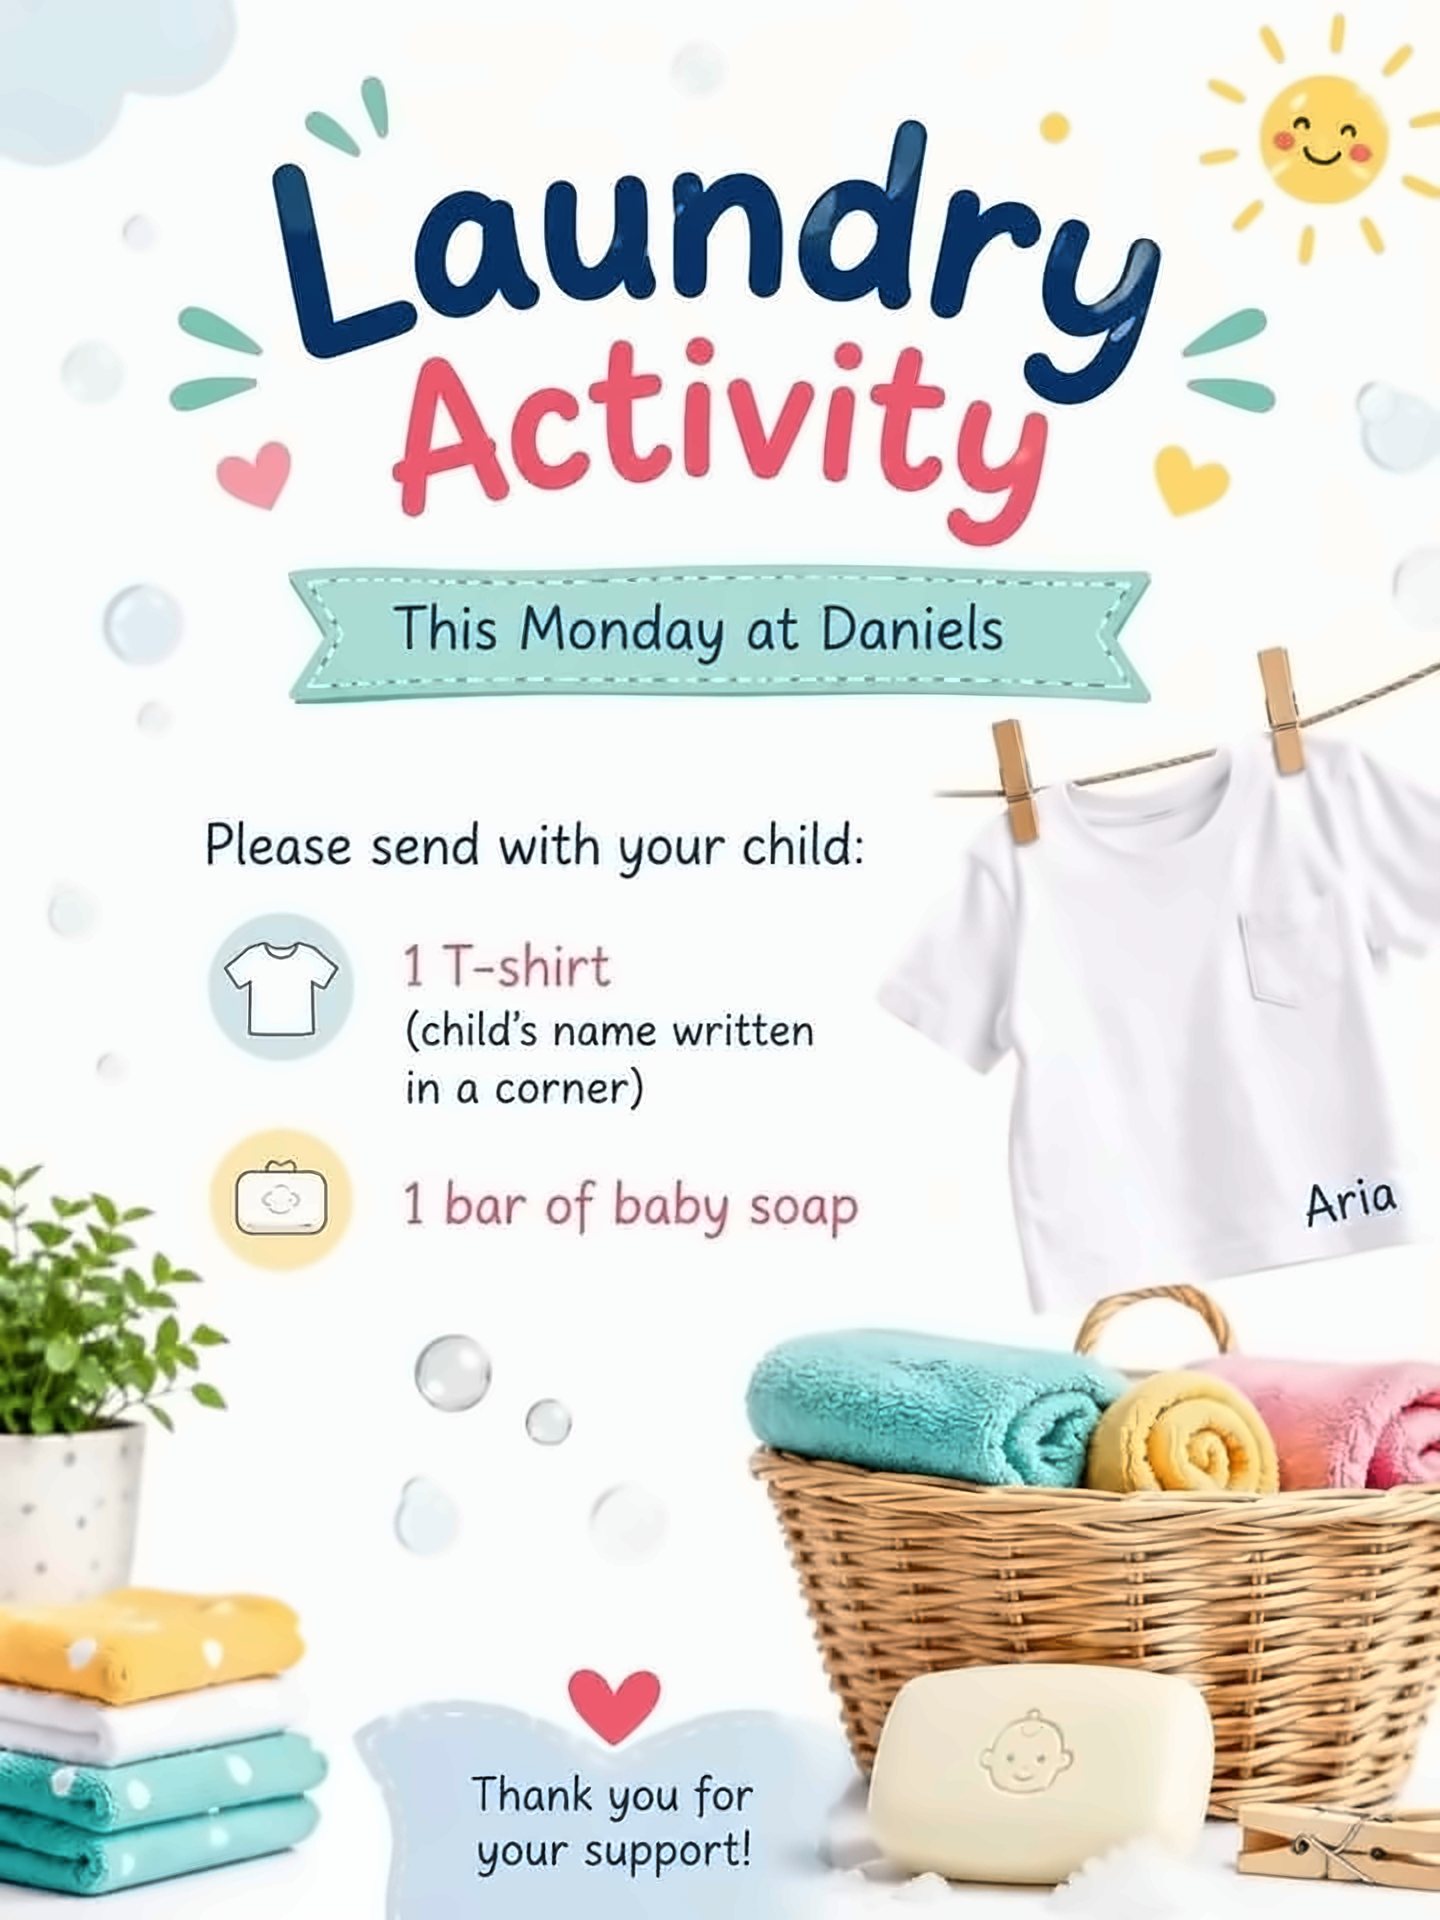 Laundry
Activity
This Monday at Daniels
Please send with your child:
1 T-shirt
(child's name written
in a corner)
1 bar of baby soap
Aria
Thank you for
your support!